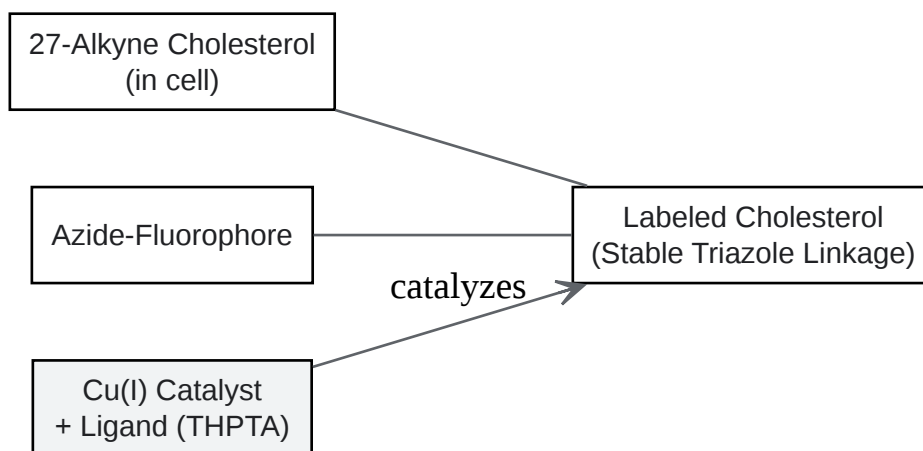 27-Alkyne Cholesterol
(in cell)
Azide-Fluorophore
Labeled Cholesterol
(Stable Triazole Linkage)
catalyzes
Cu(I) Catalyst
+ Ligand (THPTA)